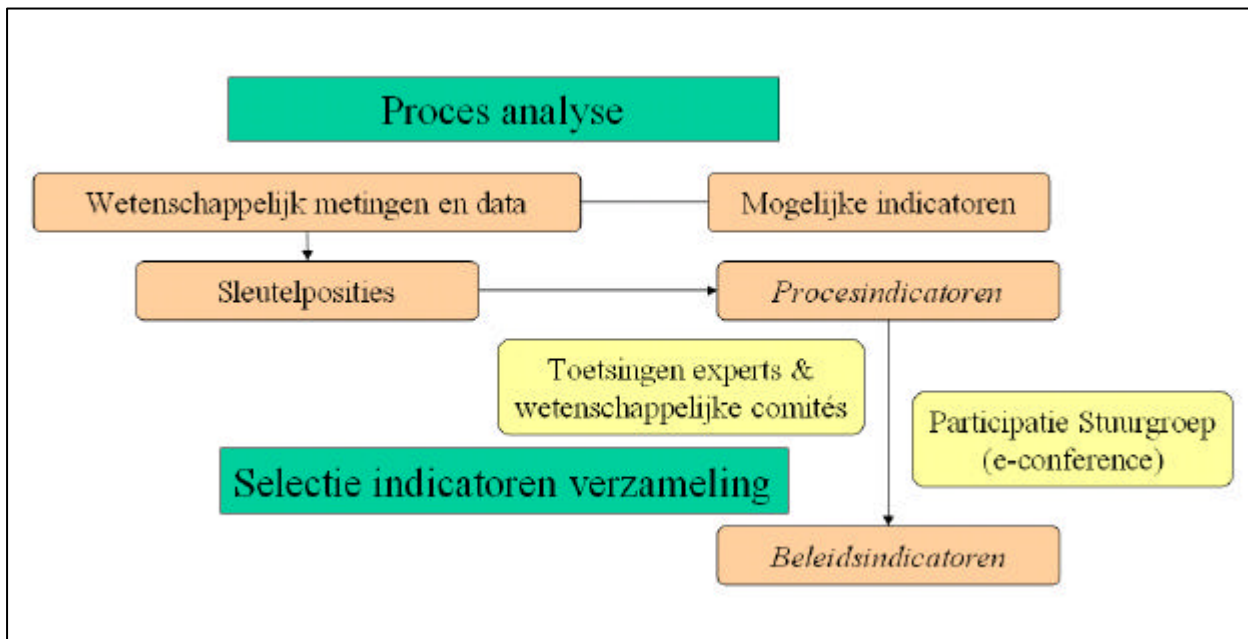 Proces analyse
Wetenschappelijk metingen en data
Mogelijke indicatoren
Sleutelposities
Procesindicatoren
Toetsingen experts &
wetenschappelijke comités
Participatie Stuurgroep
(e-conference)
Selectie indicatoren verzameling
Beleidsindicatoren